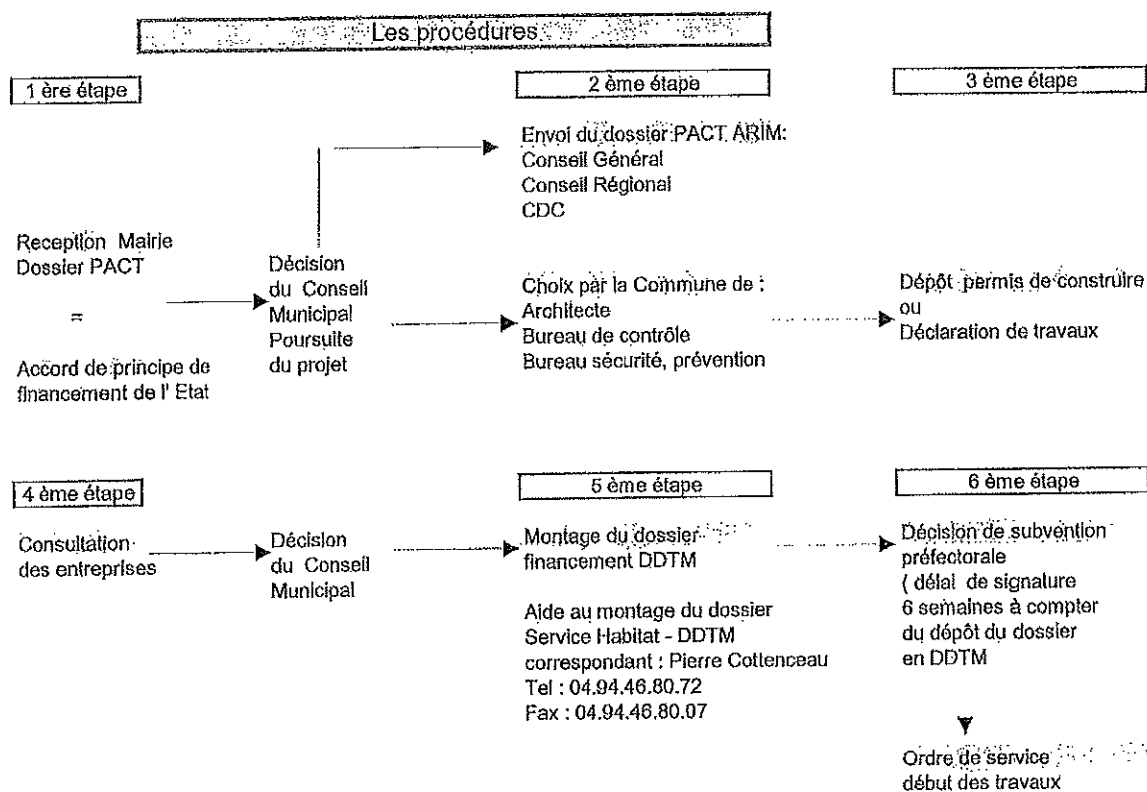 Les procédures
1 ère étape
2 ème étape
3 ème étape
Envoi du dossier PACT ARIM:
Conseil Général
Conseil Régional
CDC
Reception Mairie
Dossier PACT
=
Accord de principe de
financement de l' Etat
Décision
du Conseil
Municipal
Poursuite
du projet
Choix par la Commune de :
Architecte
Bureau de contrôle
Bureau sécurité, prévention
Dépôt permis de construire
ou
Déclaration de travaux
4 ème étape
5 ème étape
6 ème étape
Consultation
des entreprises
Décision
du Conseil
Municipal
Montage du dossier
financement DDTM
Aide au montage du dossier
Service Habitat - DDTM
correspondant : Pierre Cottenceau
Tel : 04.94.46.80.72
Fax : 04.94.46.80.07
Décision de subvention
préfectorale
( délai de signature
6 semaines à compter
du dépôt du dossier
en DDTM
Ordre de service
début des travaux